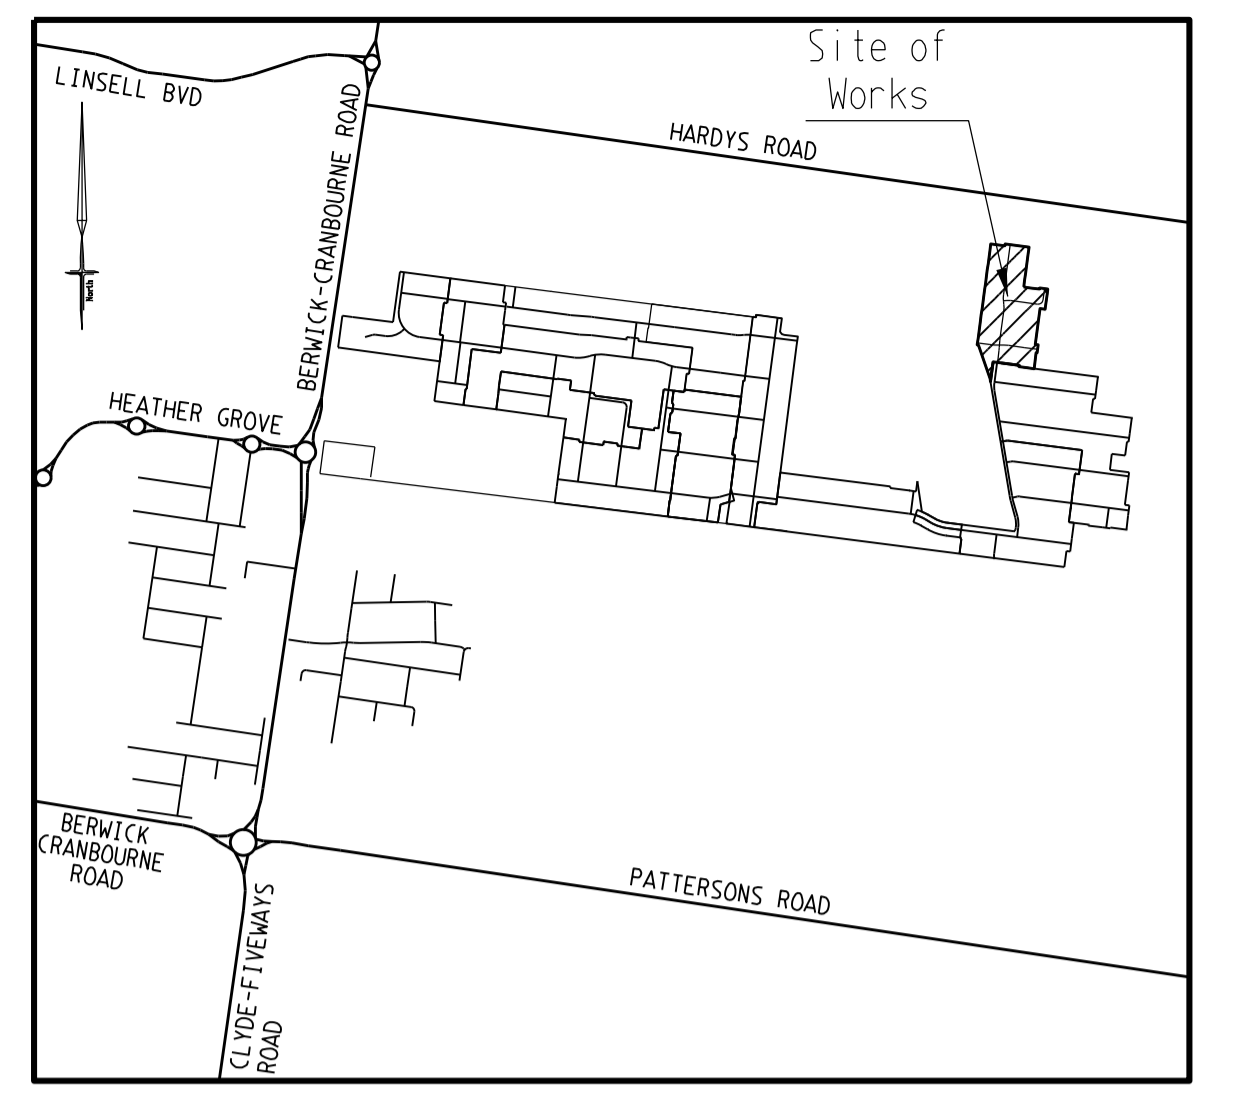 Site of
Works
LINSELL BVD
HARDYS ROAD
BERWICK-CRANBOURNE ROAD
North
HEATHER GROVE
BERWICK
CRANBOURNE
ROAD
PATTERSONS ROAD
CLYDE-FIVEWAYS
ROAD